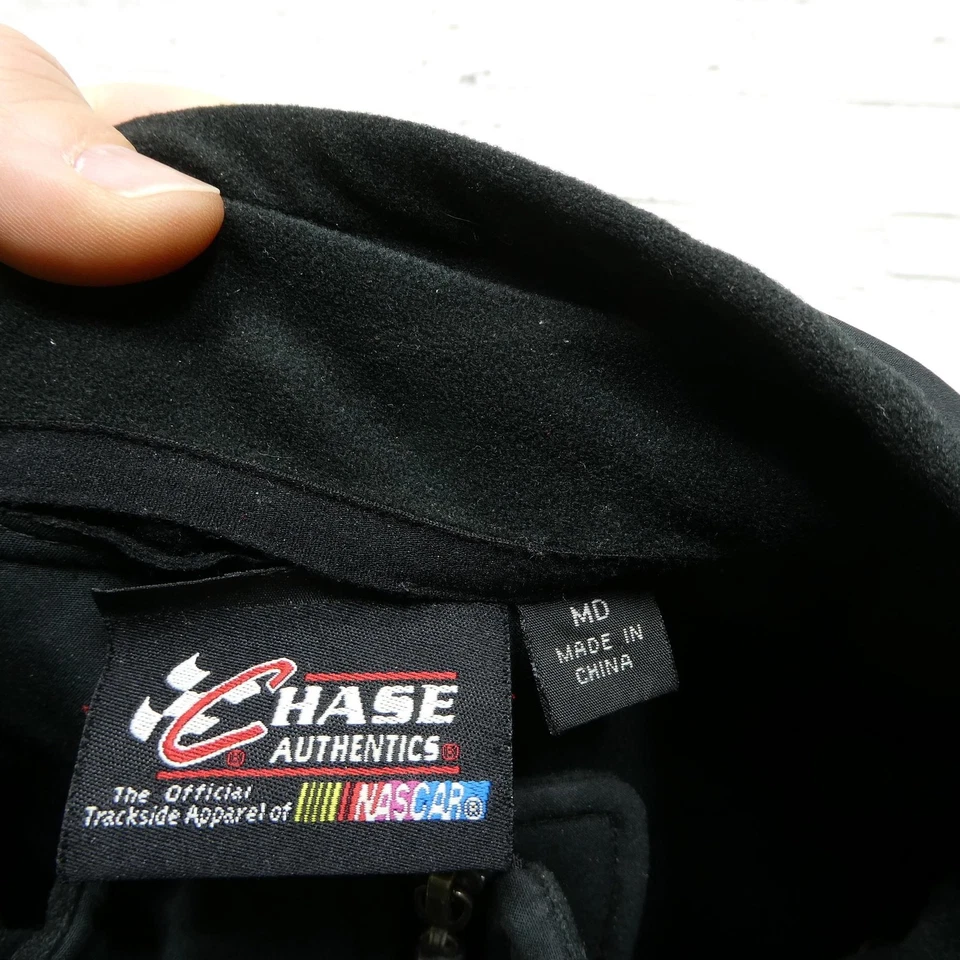 CHASE
AUTHENTICS
The Official
Trackside Apparel of NASCAR®
MD
MADE IN
CHINA